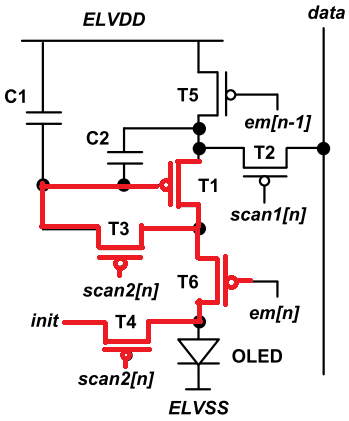 ELVDD
data
C1
T5
em[n-1]
C2
T2
T1
scan1[n]
T3
scan2[n]
T6
em[n]
init
T4
OLED
scan2[n]
ELVSS